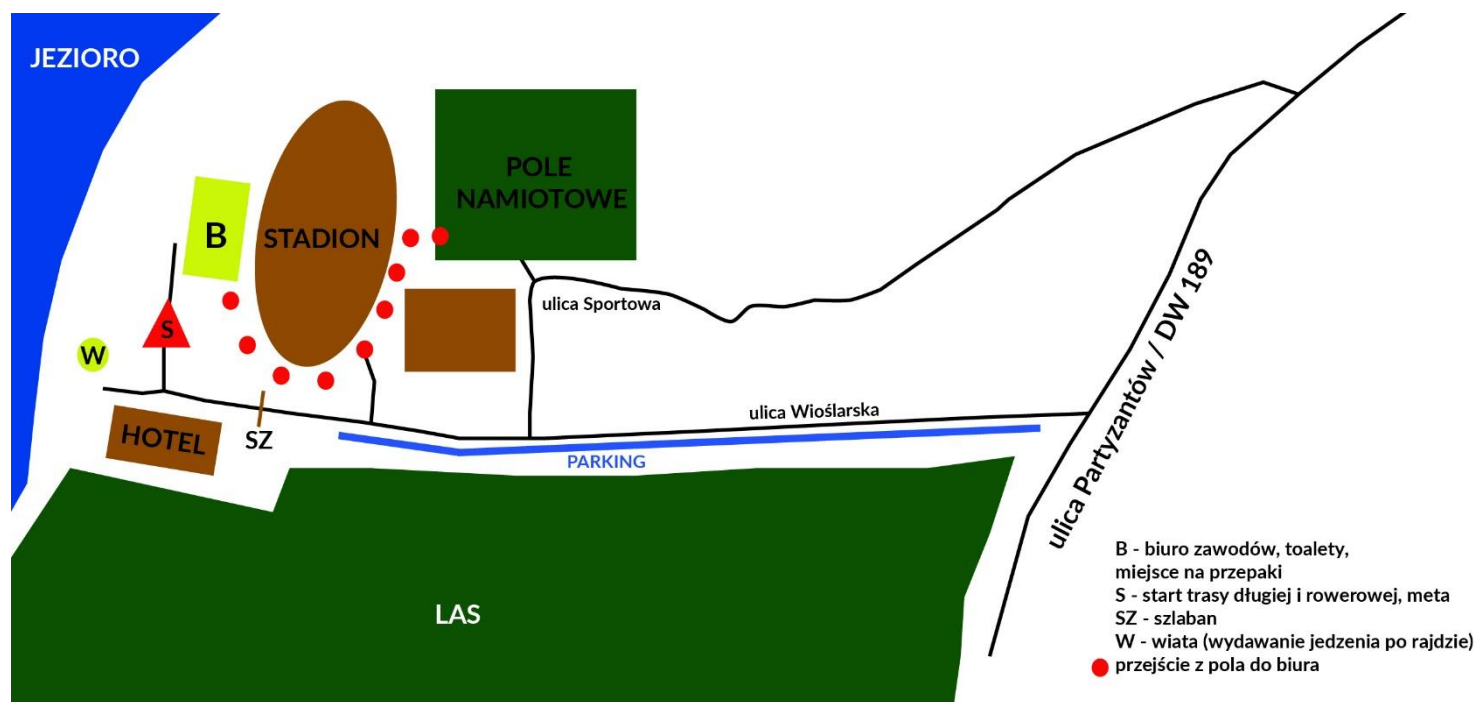 JEZIORO
POLE
NAMIOTOWE
B
STADION
ulica Sportowa
S
W
ulica Partyzantów / DW 189
ulica Wioślarska
HOTEL
SZ
PARKING
LAS
B - biuro zawodów, toalety,
miejsce na przepaki
S - start trasy długiej i rowerowej, meta
SZ - szlaban
W - wiata (wydawanie jedzenia po rajdzie)
przejście z pola do biura